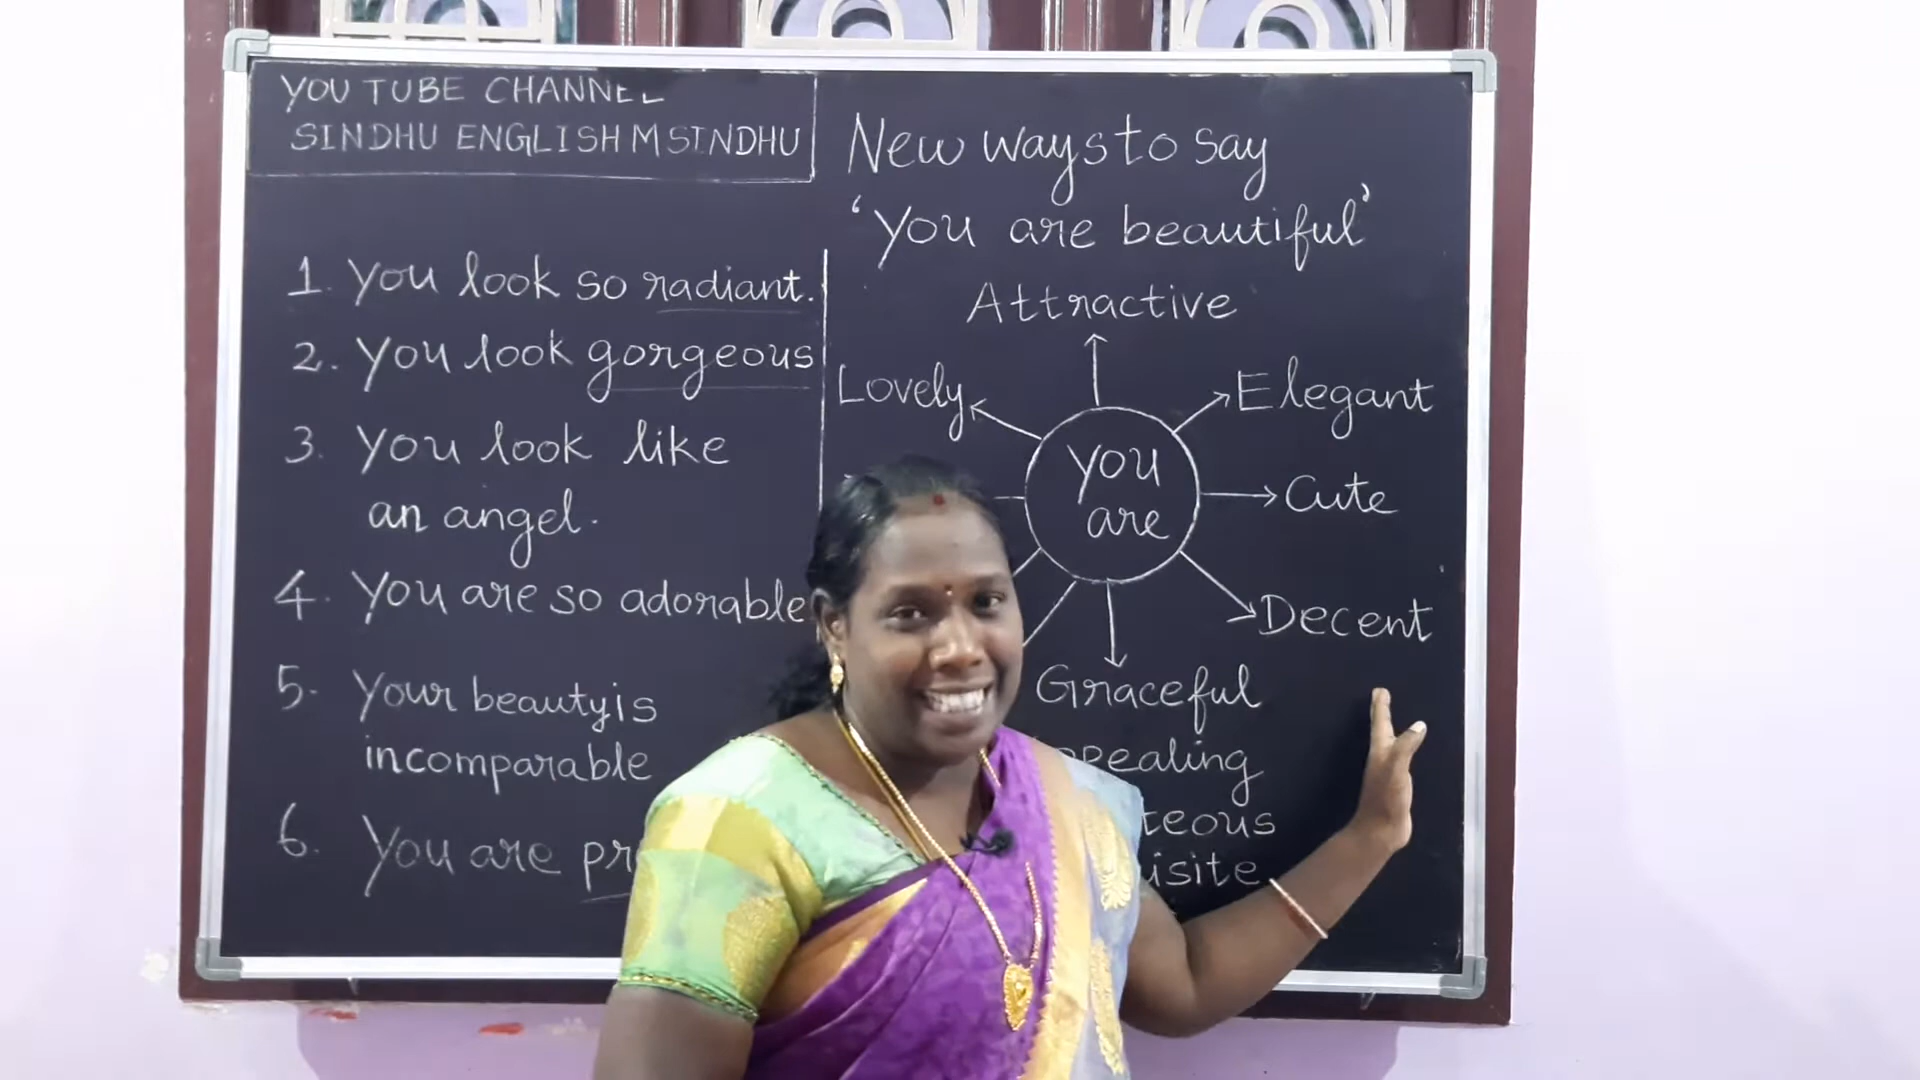 YOU TUBE CHANNEL
SINDHU ENGLISH M SINDHU
New ways to say
‘You are beautiful’
1. You look so radiant.
2. You look gorgeous
3. You look like
an angel.
4. You are so adorable
5. Your beauty is
incomparable
6. You are
Attractive
Lovely
Elegant
you
are
Cute
Decent
Graceful